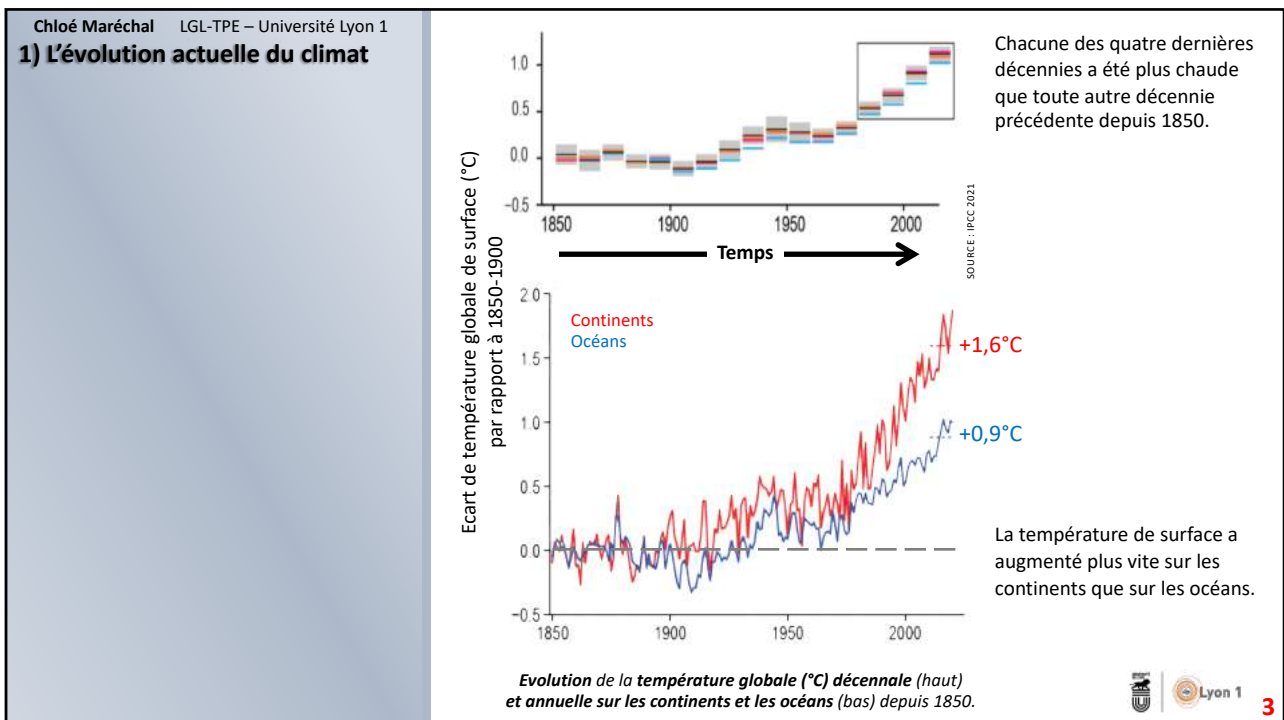 Chloé Maréchal LGL-TPE – Université Lyon 1
1) L'évolution actuelle du climat
Ecart de température globale de surface (°C)
par rapport à 1850-1900
1.0
0.5
0.0
−0.5
1850 1900 1950 2000
Temps
SOURCE : IPCC 2021
Chacune des quatre dernières
décennies a été plus chaude
que toute autre décennie
précédente depuis 1850.
2.0
1.5
1.0
0.5
0.0
−0.5
1850 1900 1950 2000
Continents
Océans
+1,6°C
+0,9°C
La température de surface a
augmenté plus vite sur les
continents que sur les océans.
Evolution de la température globale (°C) décennale (haut)
et annuelle sur les continents et les océans (bas) depuis 1850.
Lyon 1
3